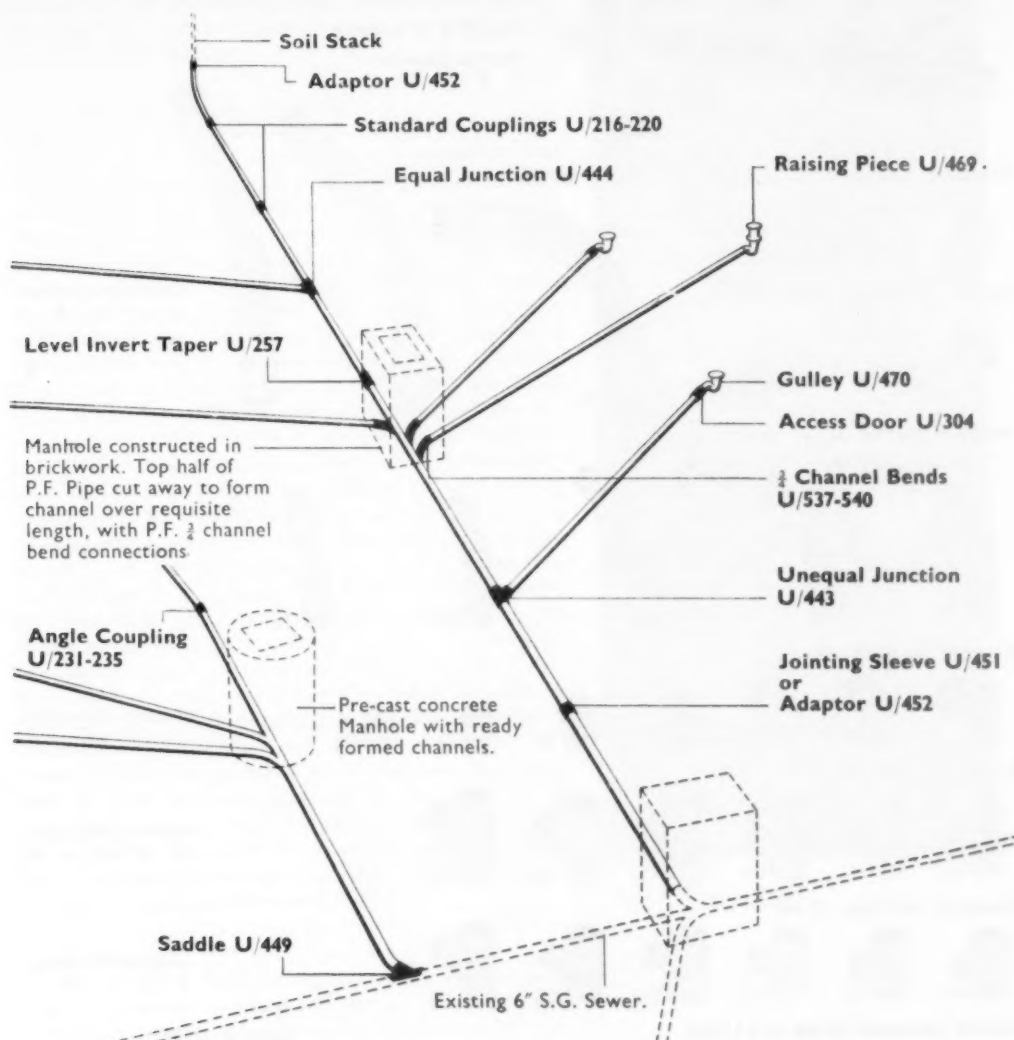 Soil Stack
Adaptor U/452
Standard Couplings U/216-220
Equal Junction U/444
Raising Piece U/469
Level Invert Taper U/257
Gulley U/470
Access Door U/304
Manhole constructed in
brickwork. Top half of
P.F. Pipe cut away to form
channel over requisite
length, with P.F. ¾ channel
bend connections.
¾ Channel Bends
U/537-540
Unequal Junction
U/443
Angle Coupling
U/231-235
Jointing Sleeve U/451
or
Adaptor U/452
Pre-cast concrete
Manhole with ready
formed channels.
Saddle U/449
Existing 6" S.G. Sewer.